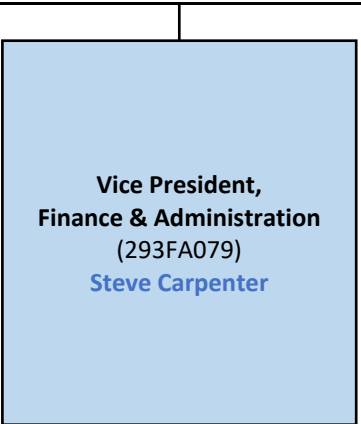 Vice President,
Finance & Administration
(293FA079)
Steve Carpenter